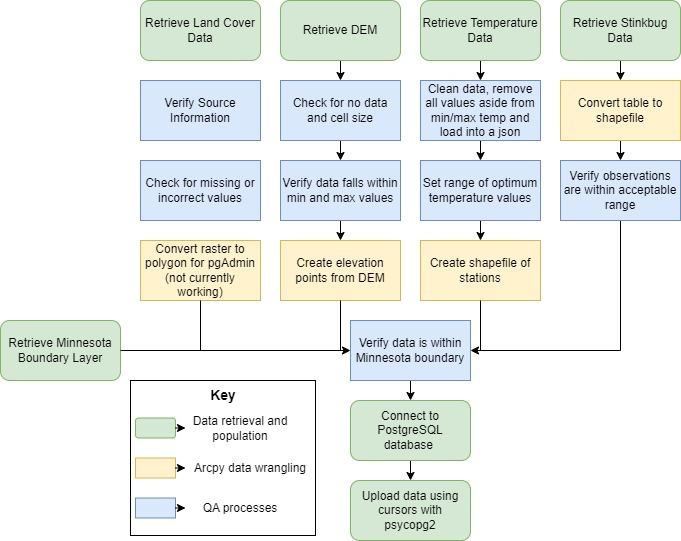 Retrieve Land Cover
Data
Retrieve DEM
Retrieve Temperature
Data
Retrieve Stinkbug
Data
Verify Source
Information
Check for no data
and cell size
Clean data, remove
all values aside from
min/max temp and
load into a json
Convert table to
shapefile
Check for missing or
incorrect values
Verify data falls within
min and max values
Set range of optimum
temperature values
Verify observations
are within acceptable
range
Convert raster to
polygon for pgAdmin
(not currently
working)
Create elevation
points from DEM
Create shapefile of
stations
Retrieve Minnesota
Boundary Layer
Verify data is within
Minnesota boundary
Key
Data retrieval and
population
Arcpy data wrangling
QA processes
Connect to
PostgreSQL
database
Upload data using
cursors with
psycopg2